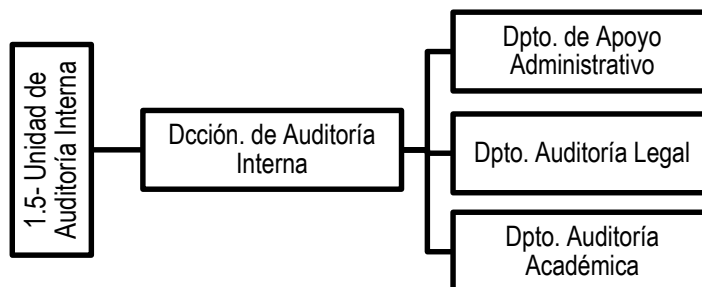 1.5- Unidad de
Auditoría Interna
Dcción. de Auditoría
Interna
Dpto. de Apoyo
Administrativo
Dpto. Auditoría Legal
Dpto. Auditoría
Académica